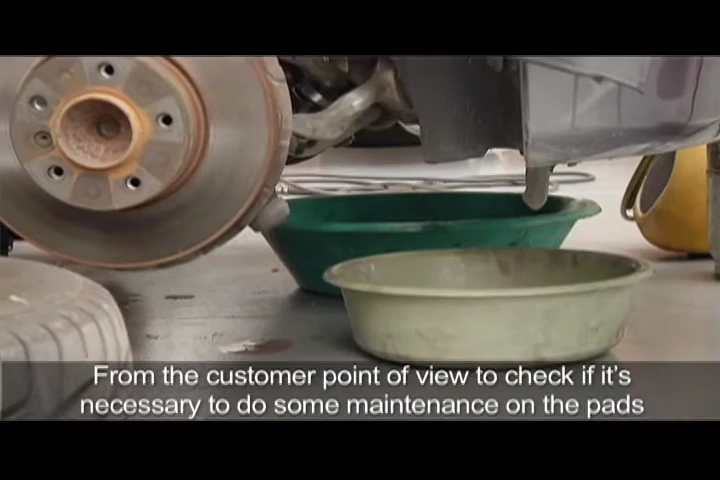 From the customer point of view to check if it's
necessary to do some maintenance on the pads